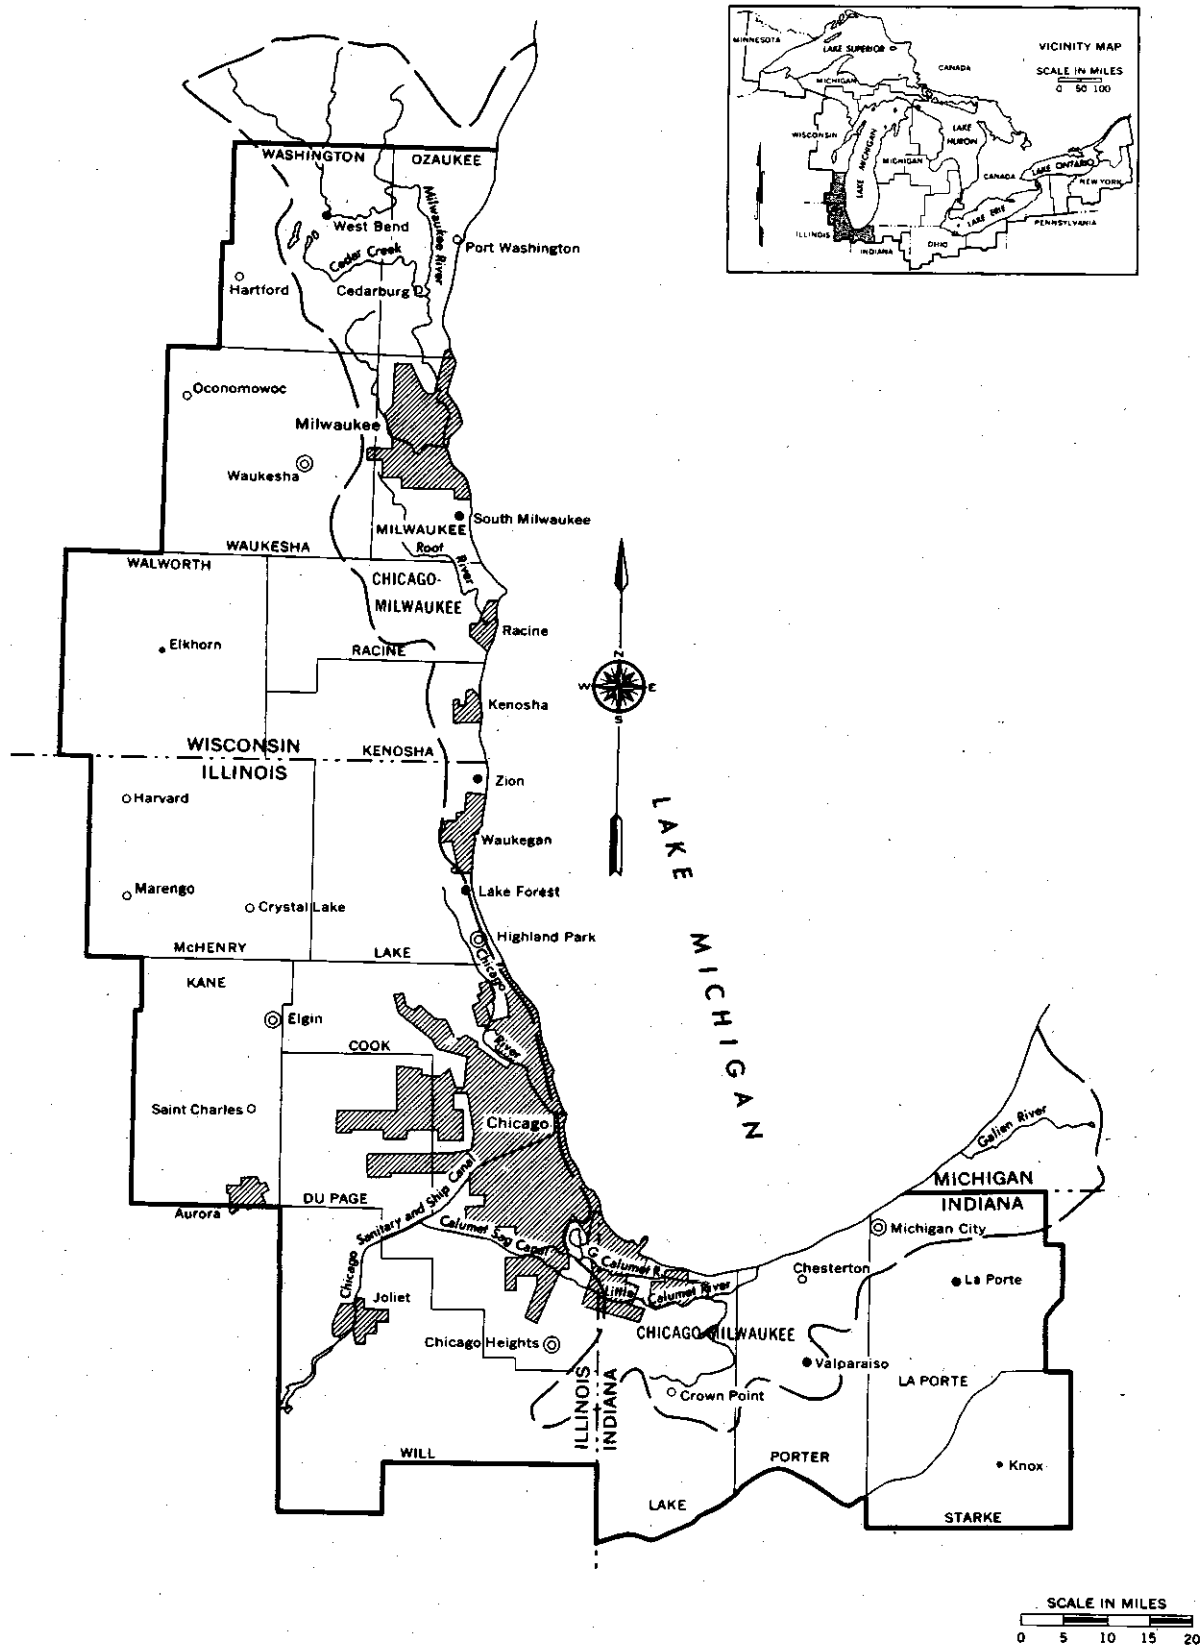 MINNESOTA
LAKE SUPERIOR
CANADA
VICINITY MAP
SCALE IN MILES
0 50 100
MICHIGAN
WISCONSIN
LAKE MICHIGAN
MICHIGAN
LAKE HURON
CANADA
LAKE ONTARIO
NEW YORK
LAKE ERIE
PENNSYLVANIA
ILLINOIS
INDIANA
OHIO
WASHINGTON
OZAUKEE
West Bend
Milwaukee River
Port Washington
Cedar Creek
Hartford
Cedarburg
Oconomowoc
Milwaukee
Waukesha
South Milwaukee
MILWAUKEE
WAUKESHA
Root River
WALWORTH
CHICAGO-
MILWAUKEE
Racine
Elkhorn
RACINE
N
W E
S
Kenosha
WISCONSIN
KENOSHA
ILLINOIS
Zion
Harvard
Waukegan
LAKE MICHIGAN
Marengo
Lake Forest
Crystal Lake
Highland Park
McHENRY
LAKE
Chicago River
KANE
Elgin
COOK
Saint Charles
Chicago
Galien River
MICHIGAN
INDIANA
DU PAGE
Aurora
Chicago Sanitary and Ship Canal
Calumet Sag Canal
Michigan City
G Calumet R.
Chesterton
La Porte
Little Calumet River
Joliet
CHICAGO-MILWAUKEE
Chicago Heights
Valparaiso
LA PORTE
ILLINOIS
INDIANA
Crown Point
WILL
PORTER
Knox
LAKE
STARKE
SCALE IN MILES
0 5 10 15 20